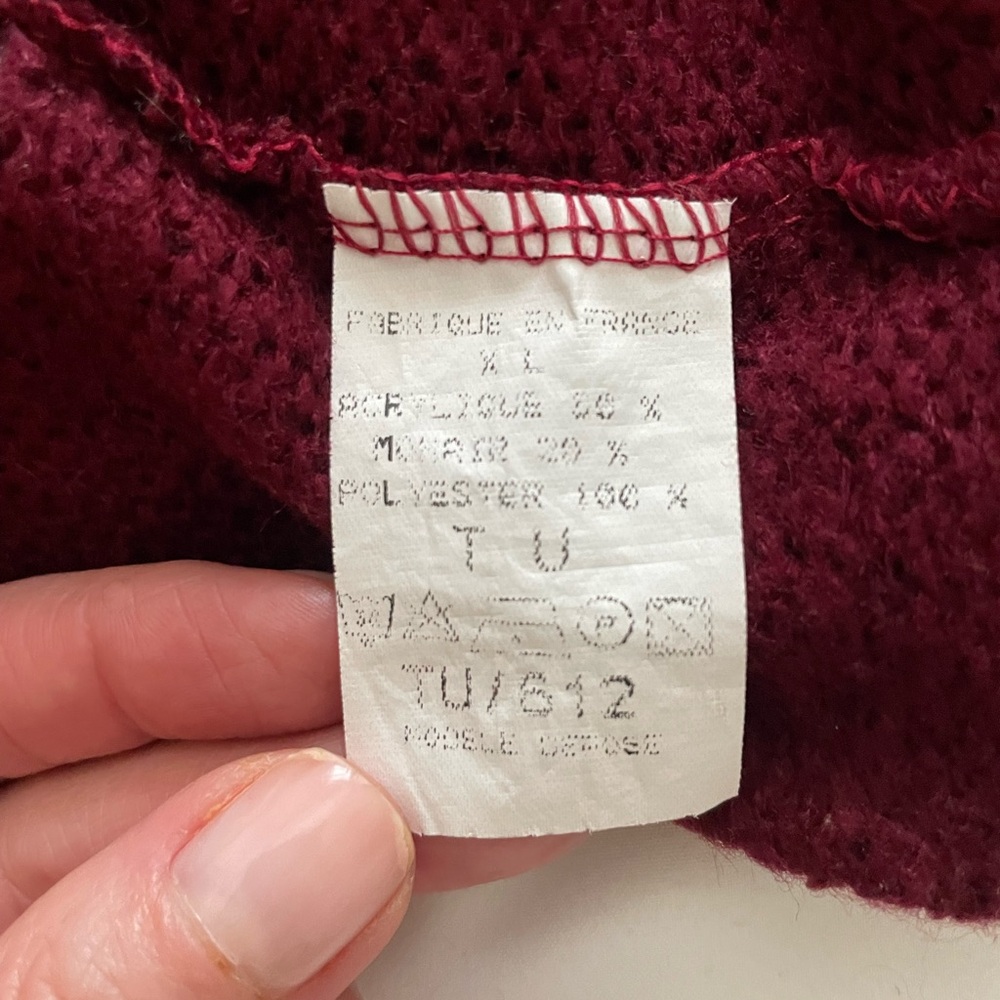 FABRIQUE EN FRANCE
X L
ACRYLIQUE 80 %
MOHAIR 20 %
POLYESTER 100 %
T U
TU/612
MODELE DEPOSE